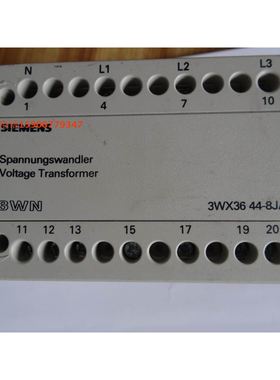 N L1 L2 L3
1 4 7 10
SIEMENS
Spannungswandler
Voltage Transformer
3WN 3WX36 44-8J
11 12 13 15 17 19 20